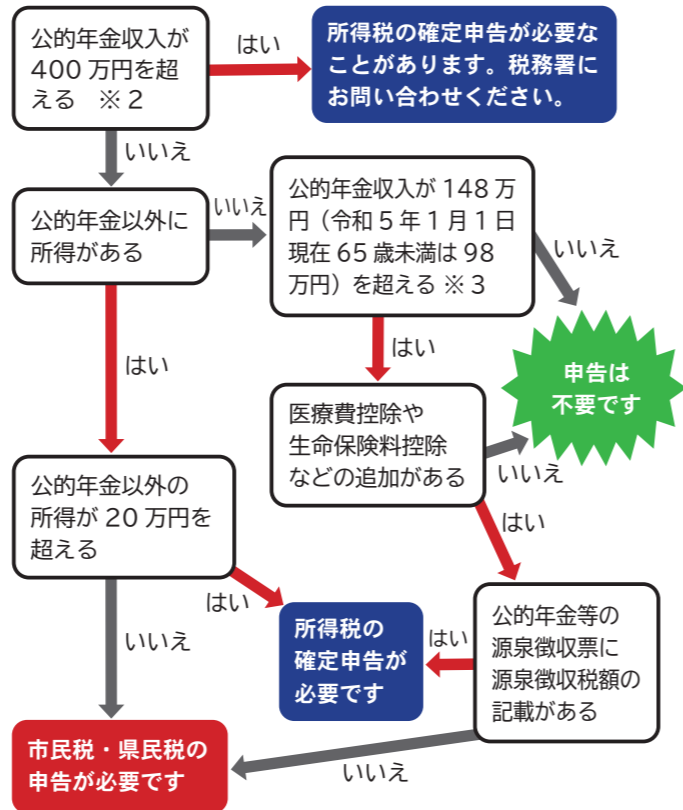 公的年金収入が
400 万円を超
える ※ 2
はい
所得税の確定申告が必要な
ことがあります。税務署に
お問い合わせください。
いいえ
公的年金以外に
所得がある
いいえ
公的年金収入が 148 万
円（令和 5 年 1 月 1 日
現在 65 歳未満は 98
万円）を超える ※ 3
いいえ
はい
はい
申告は
不要です
医療費控除や
生命保険料控除
などの追加がある
いいえ
はい
公的年金以外の
所得が 20 万円を
超える
はい
いいえ
所得税の
確定申告が
必要です
はい
公的年金等の
源泉徴収票に
源泉徴収税額の
記載がある
いいえ
市民税・県民税の
申告が必要です